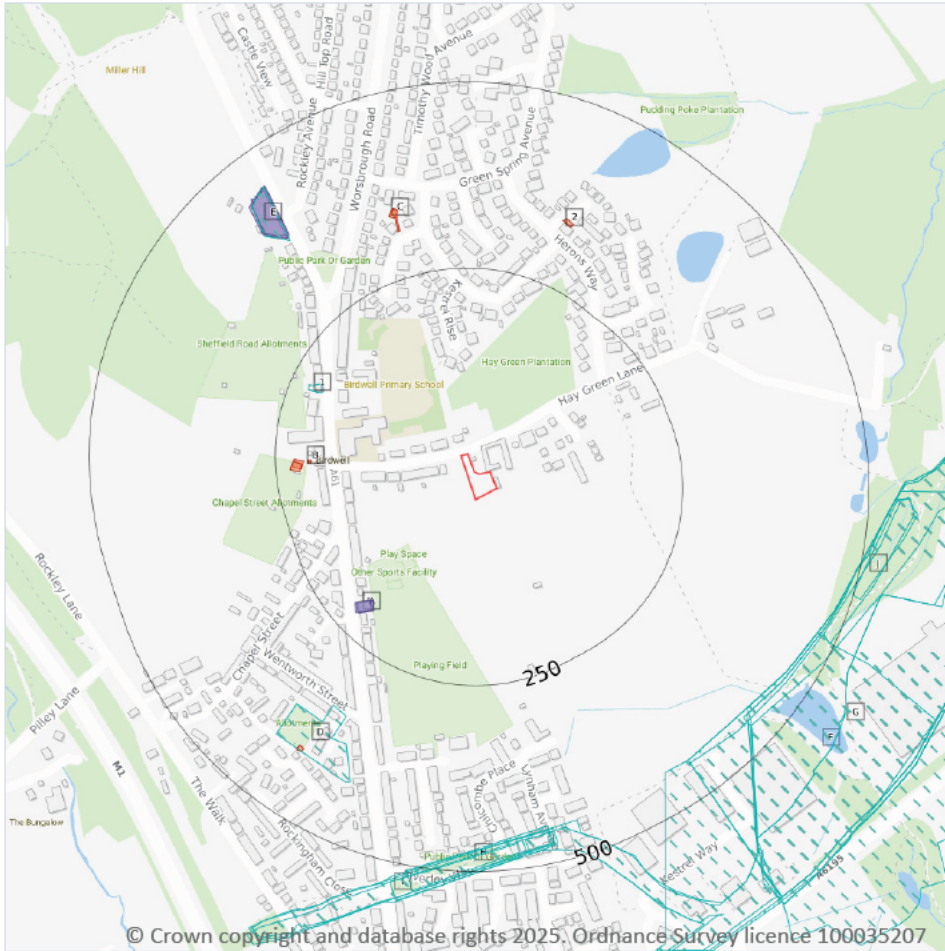 Miller Hill
Castle View
Hill Top Road
Avenue
Timothy Wood
Rockley Avenue
Worsbrough Road
Green Spring Avenue
Pudding Poke Plantation
E
C
2
Herons Way
Public Park Or Garden
Kestrel Rise
Sheffield Road Allotments
Hay Green Plantation
Birdwell Primary School
Hay Green Lane
Birdwell
A61
Chapel Street Allotments
Play Space
Other Sports Facility
Rockley Lane
Chapel Street
Playing Field
250
Wentworth Street
Pilley Lane
Allotments
D
G
F
M1
The Walk
The Bungalow
Rockingham Close
Lynham Ave
500
Kestrel Way
A6195
© Crown copyright and database rights 2025. Ordnance Survey licence 100035207